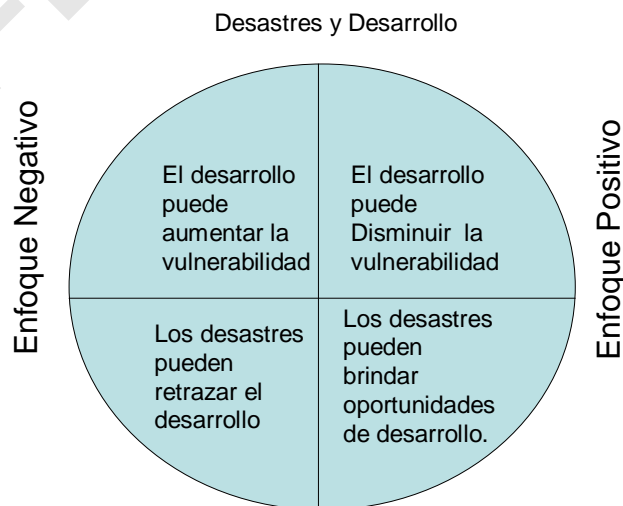 Desastres y Desarrollo
Enfoque Negativo
El desarrollo
puede
aumentar la
vulnerabilidad
El desarrollo
puede
Disminuir la
vulnerabilidad
Enfoque Positivo
Los desastres
pueden
retrazar el
desarrollo
Los desastres
pueden
brindar
oportunidades
de desarrollo.